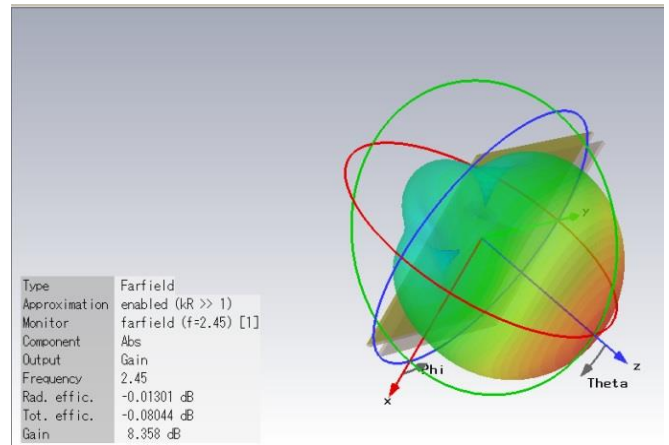 y
Phi
z
Theta
x
Type Farfield
Approximation enabled (kR >> 1)
Monitor farfield (f=2.45) [1]
Component Abs
Output Gain
Frequency 2.45
Rad. effic. -0.01301 dB
Tot. effic. -0.08044 dB
Gain 8.358 dB